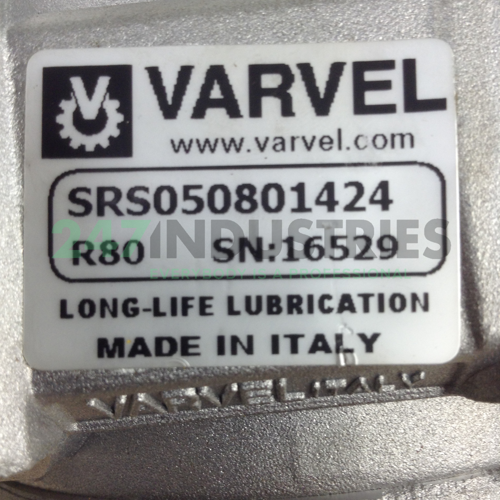 VARVEL
www.varvel.com
SRS050801424
247INDUSTRIES
R80 SN:16529
LONG-LIFE LUBRICATION
MADE IN ITALY
VARVEL ITALY